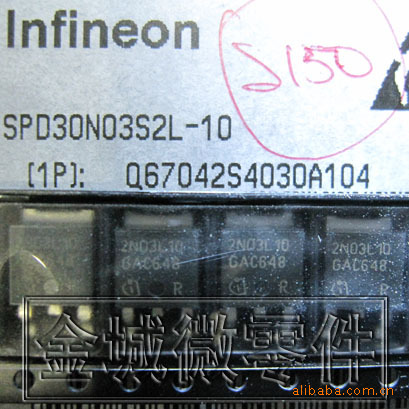 Infineon
S150
SPD30N03S2L-10
[1P]: Q67042S4030A104
2N03L10
GAC648
R
2N03L10
GAC648
R
2N03L10
GAC648
R
金城微零件
alibaba.com.cn